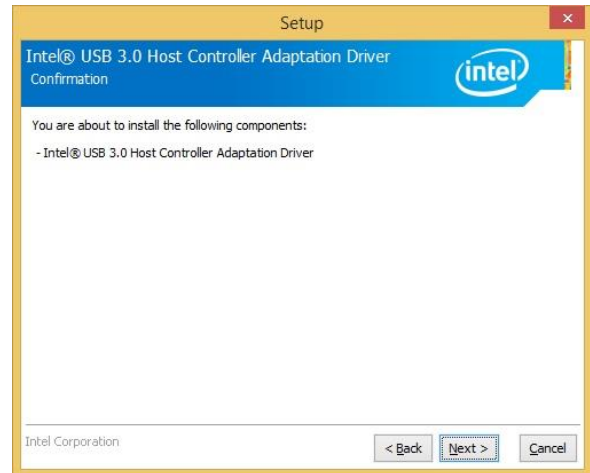 Setup
Intel® USB 3.0 Host Controller Adaptation Driver
Confirmation
intel
You are about to install the following components:
- Intel® USB 3.0 Host Controller Adaptation Driver
Intel Corporation
< Back
Next >
Cancel